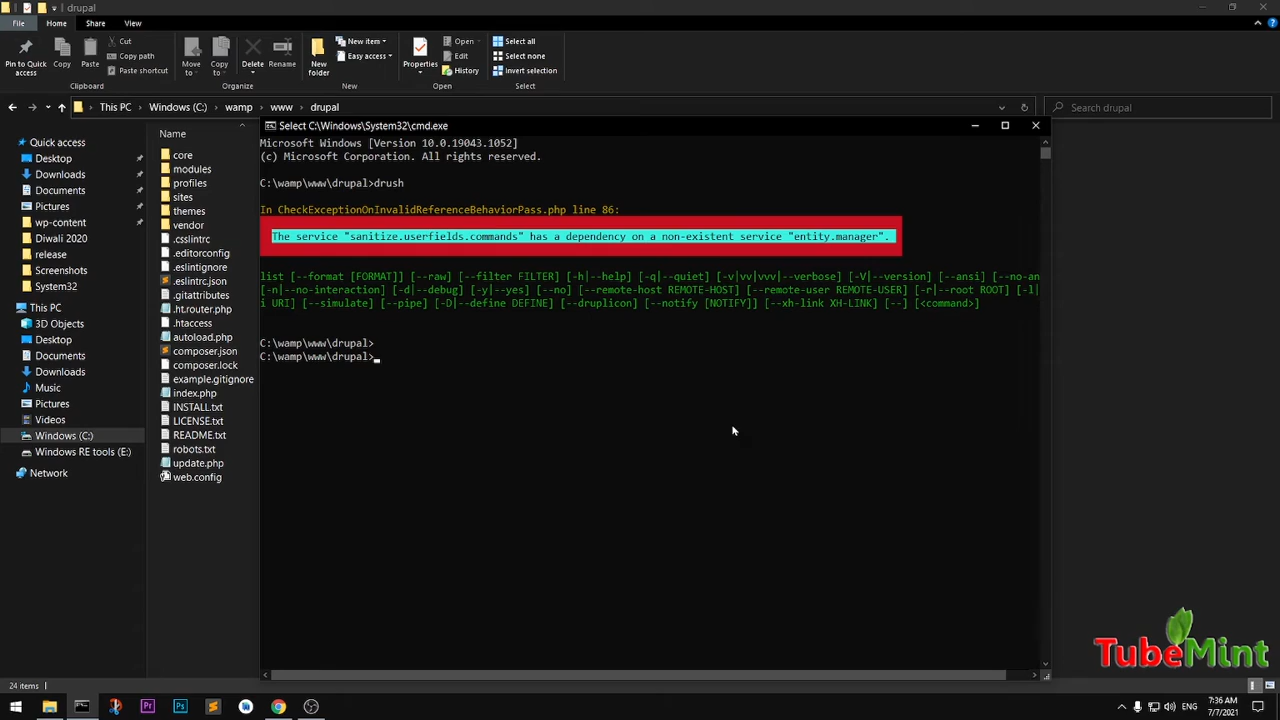 drupal
File
Home
Share
View
Pin to Quick access
Copy
Paste
Cut
Copy path
Paste shortcut
Clipboard
Move to
Copy to
Delete
Rename
Organize
New folder
New item
Easy access
New
Properties
Open
Edit
History
Open
Select all
Select none
Invert selection
Select
This PC > Windows (C:) > wamp > www > drupal
Search drupal
Quick access
Desktop
Downloads
Documents
Pictures
wp-content
Diwali 2020
release
Screenshots
System32
This PC
3D Objects
Desktop
Documents
Downloads
Music
Pictures
Videos
Windows (C:)
Windows RE tools (E:)
Network
Name
core
modules
profiles
sites
themes
vendor
.csslintrc
.editorconfig
.eslintignore
.eslintrc.json
.gitattributes
.ht.router.php
.htaccess
autoload.php
composer.json
composer.lock
example.gitignore
index.php
INSTALL.txt
LICENSE.txt
README.txt
robots.txt
update.php
web.config
Select C:\Windows\System32\cmd.exe
Microsoft Windows [Version 10.0.19043.1052]
(c) Microsoft Corporation. All rights reserved.
C:\wamp\www\drupal>drush
In CheckExceptionOnInvalidReferenceBehaviorPass.php line 86:
The service "sanitize.userfields.commands" has a dependency on a non-existent service "entity.manager".
list [--format [FORMAT]] [--raw] [--filter FILTER] [-h|--help] [-q|--quiet] [-v|vv|vvv|--verbose] [-V|--version] [--ansi] [--no-an
[-n|--no-interaction] [-d|--debug] [-y|--yes] [--no] [--remote-host REMOTE-HOST] [--remote-user REMOTE-USER] [-r|--root ROOT] [-l|
i URI] [--simulate] [--pipe] [-D|--define DEFINE] [--druplicon] [--notify [NOTIFY]] [--xh-link XH-LINK] [--] [<command>]
C:\wamp\www\drupal>
C:\wamp\www\drupal>
TubeMint
24 items
Pr
Ps
ENG
7:36 AM
7/7/2021